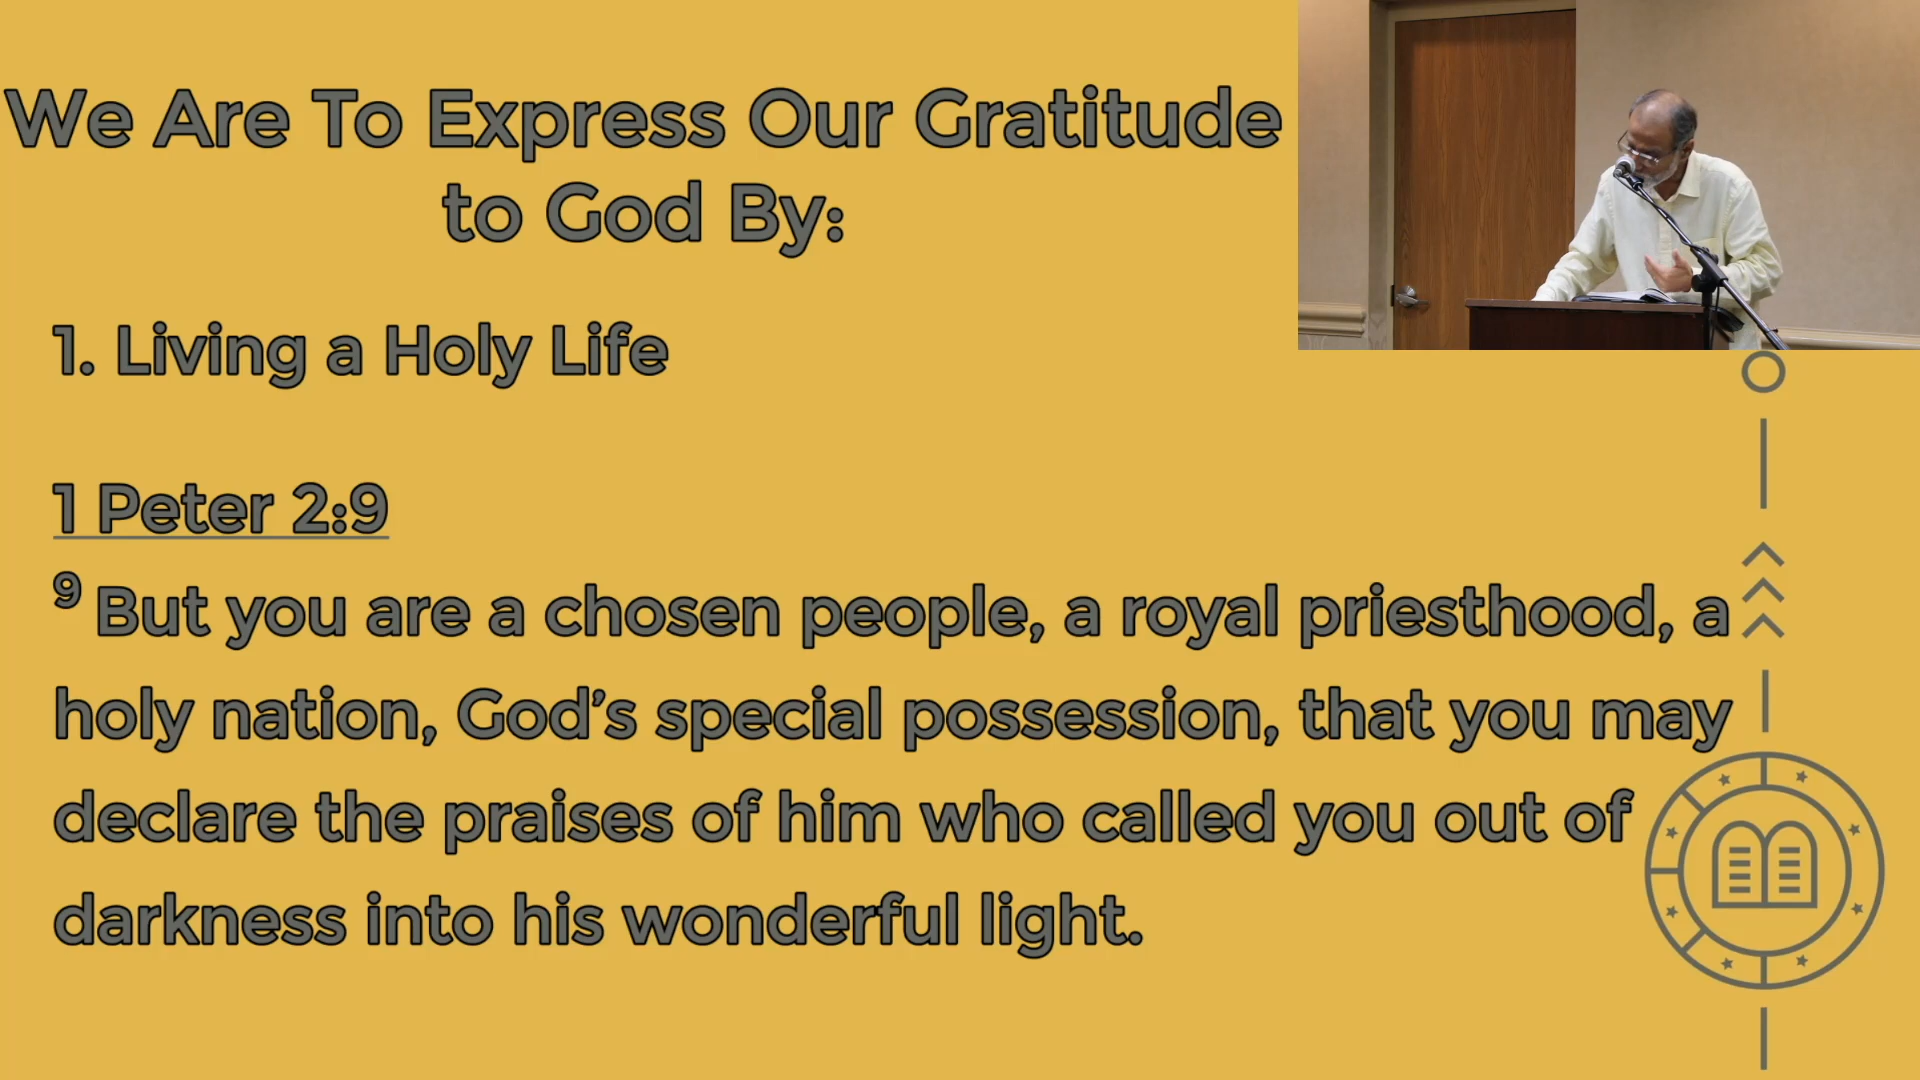 We Are To Express Our Gratitude
to God By:
1. Living a Holy Life
1 Peter 2:9
9 But you are a chosen people, a royal priesthood, a
holy nation, God’s special possession, that you may
declare the praises of him who called you out of
darkness into his wonderful light.